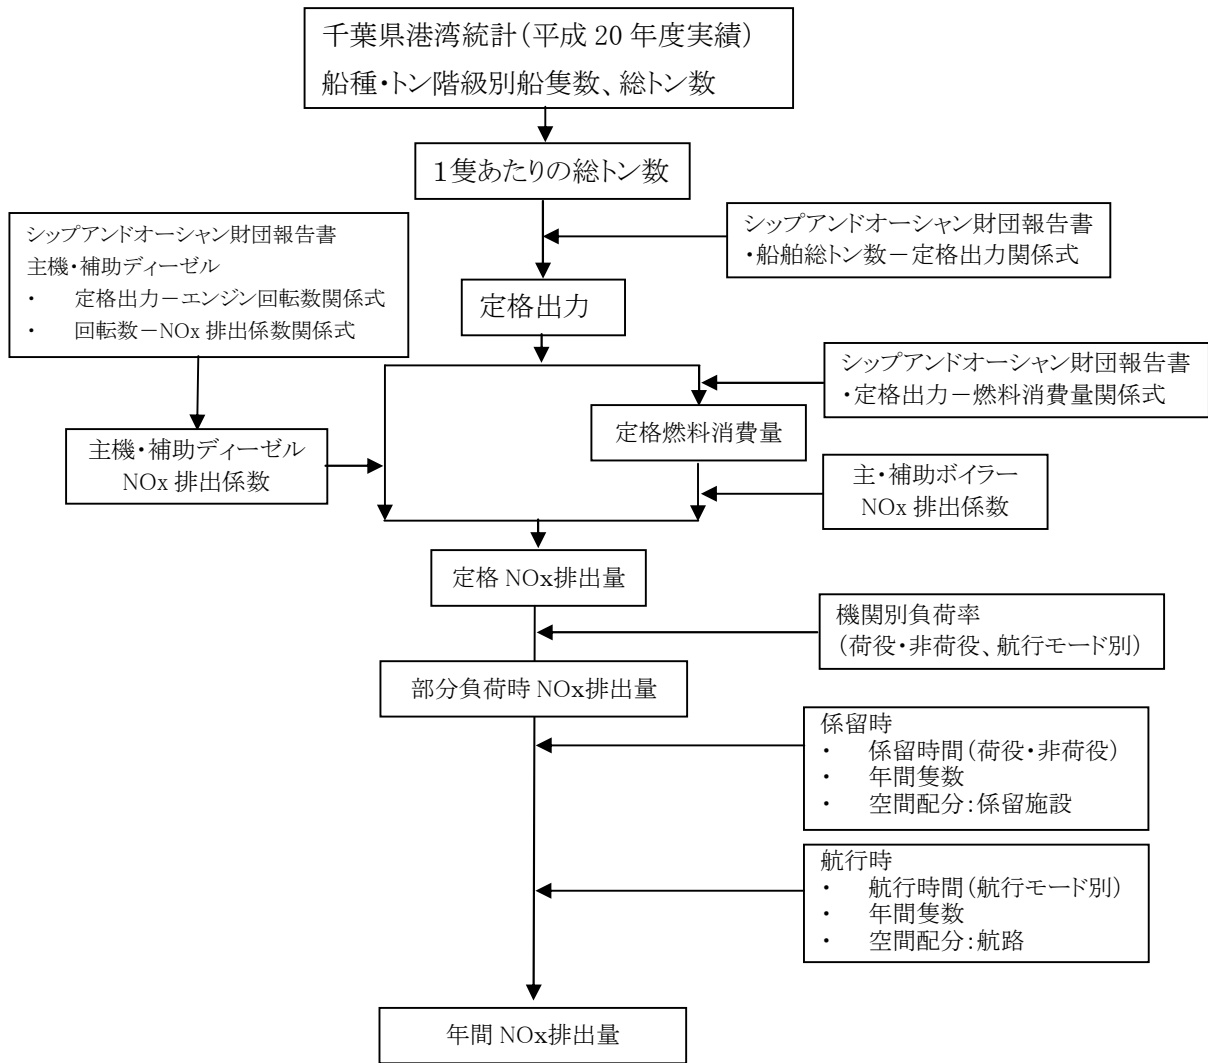 千葉県港湾統計(平成 20 年度実績)
船種・トン階級別船隻数、総トン数
1隻あたりの総トン数
シップアンドオーシャン財団報告書
・船舶総トン数－定格出力関係式
シップアンドオーシャン財団報告書
主機・補助ディーゼル
・ 定格出力－エンジン回転数関係式
・ 回転数－NOx 排出係数関係式
定格出力
シップアンドオーシャン財団報告書
・定格出力－燃料消費量関係式
定格燃料消費量
主機・補助ディーゼル
NOx 排出係数
主・補助ボイラー
NOx 排出係数
定格 NOx排出量
機関別負荷率
(荷役・非荷役、航行モード別)
部分負荷時 NOx排出量
係留時
・ 係留時間(荷役・非荷役)
・ 年間隻数
・ 空間配分:係留施設
航行時
・ 航行時間(航行モード別)
・ 年間隻数
・ 空間配分:航路
年間 NOx排出量